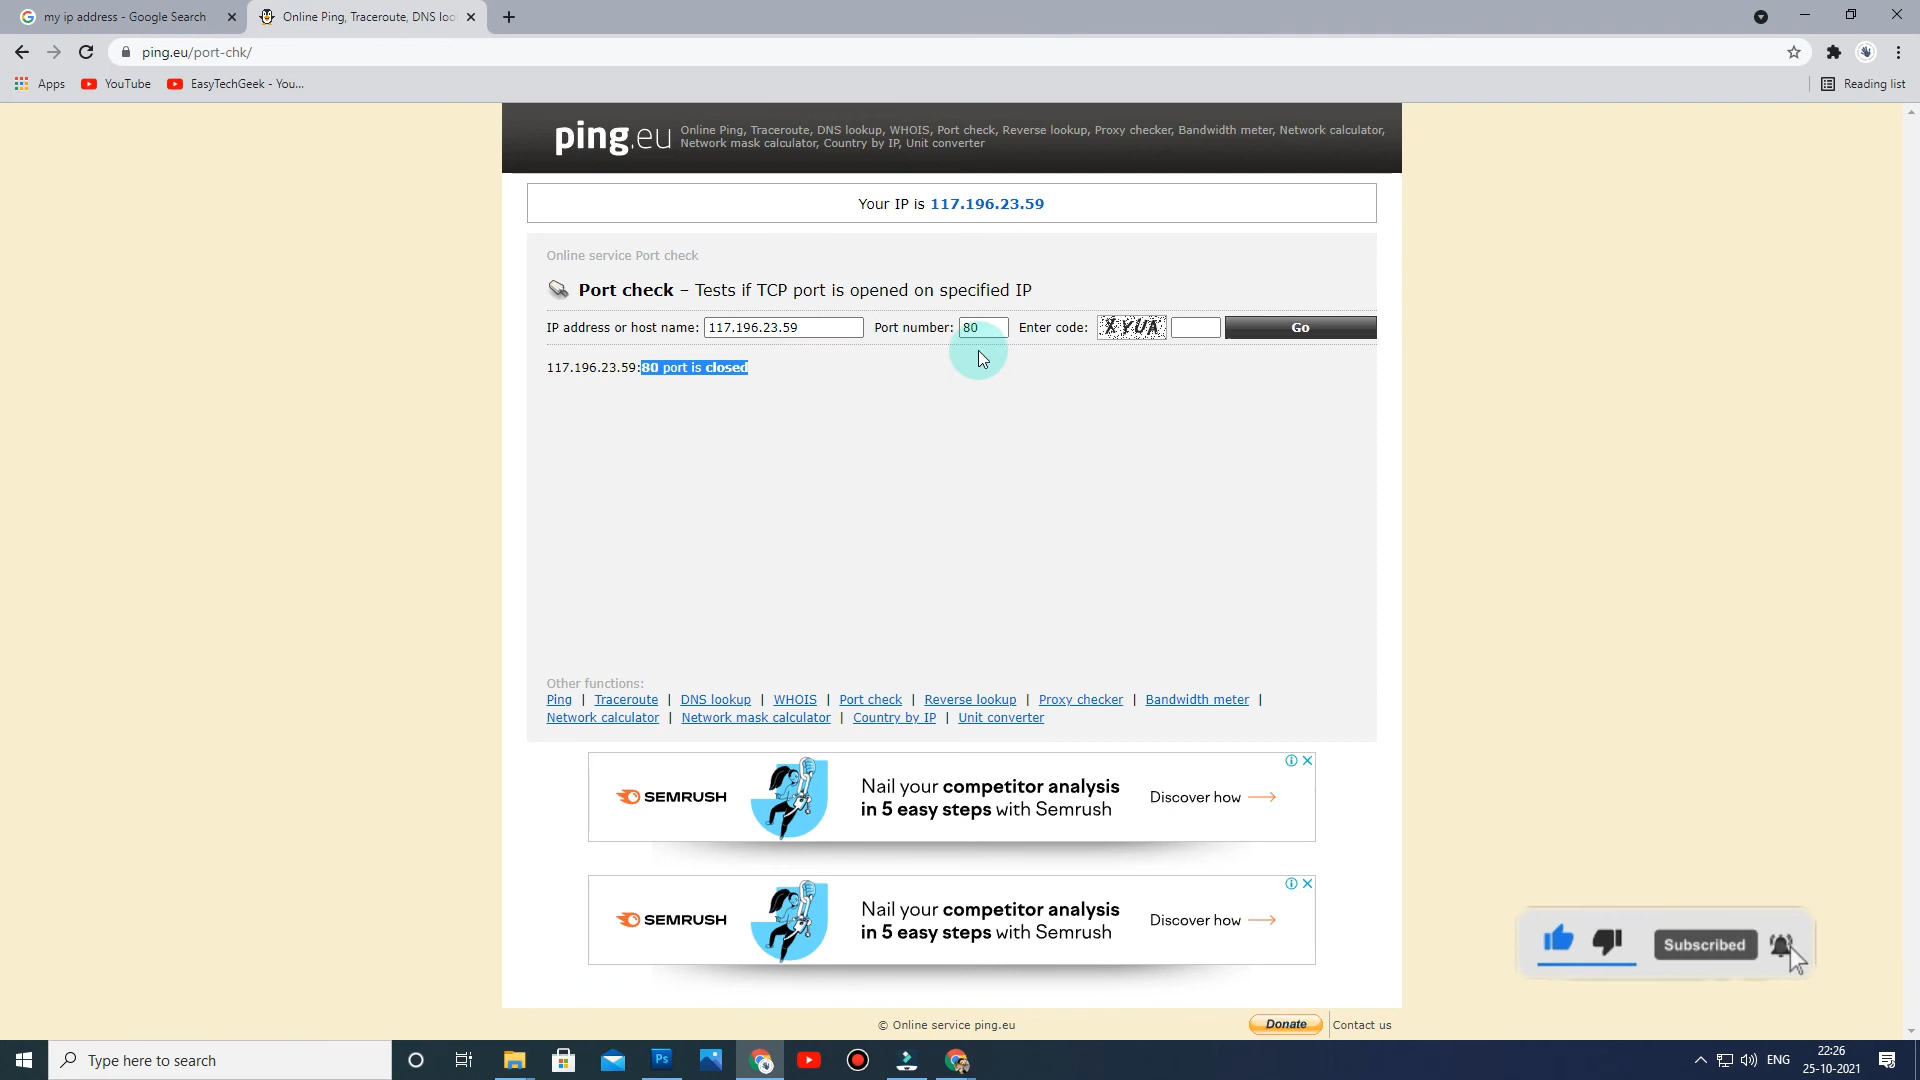 my ip address - Google Search
Online Ping, Traceroute, DNS loo
ping.eu/port-chk/
Apps
YouTube
EasyTechGeek - You...
Reading list
ping.eu
Online Ping, Traceroute, DNS lookup, WHOIS, Port check, Reverse lookup, Proxy checker, Bandwidth meter, Network calculator,
Network mask calculator, Country by IP, Unit converter
Your IP is 117.196.23.59
Online service Port check
Port check – Tests if TCP port is opened on specified IP
IP address or host name: 117.196.23.59 Port number: 80 Enter code: XYUA Go
117.196.23.59:80 port is closed
Other functions:
Ping | Traceroute | DNS lookup | WHOIS | Port check | Reverse lookup | Proxy checker | Bandwidth meter |
Network calculator | Network mask calculator | Country by IP | Unit converter
SEMRUSH
Nail your competitor analysis
in 5 easy steps with Semrush
Discover how
SEMRUSH
Nail your competitor analysis
in 5 easy steps with Semrush
Discover how
Subscribed
© Online service ping.eu
Donate
Contact us
Type here to search
Ps
ENG
22:26
25-10-2021